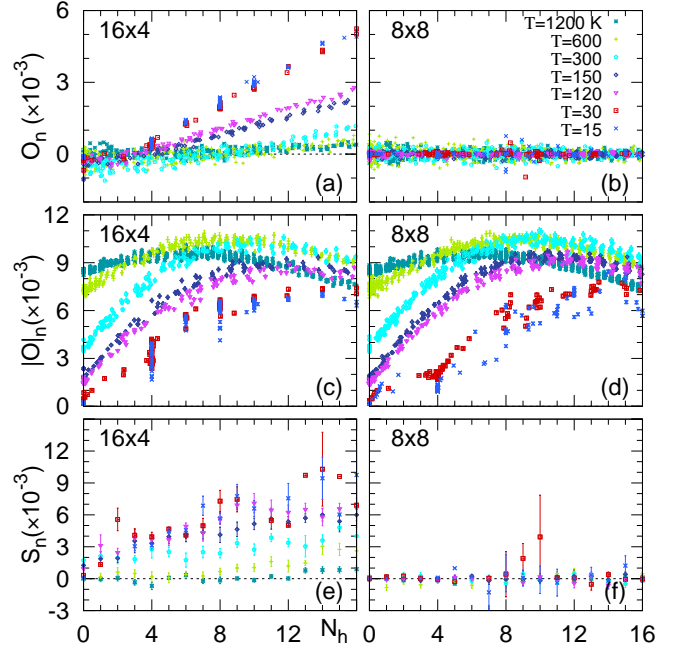 16x4
8x8
T=1200 K
T=600
T=300
T=150
T=120
T=30
T=15
6
3
0
O_n (×10^-3)
(a)
(b)
16x4
8x8
12
9
6
3
0
|O|_n(×10^-3)
(c)
(d)
16x4
8x8
12
9
6
3
0
-3
S_n(×10^-3)
(e)
(f)
0 4 8 12 N_h 0 4 8 12 16